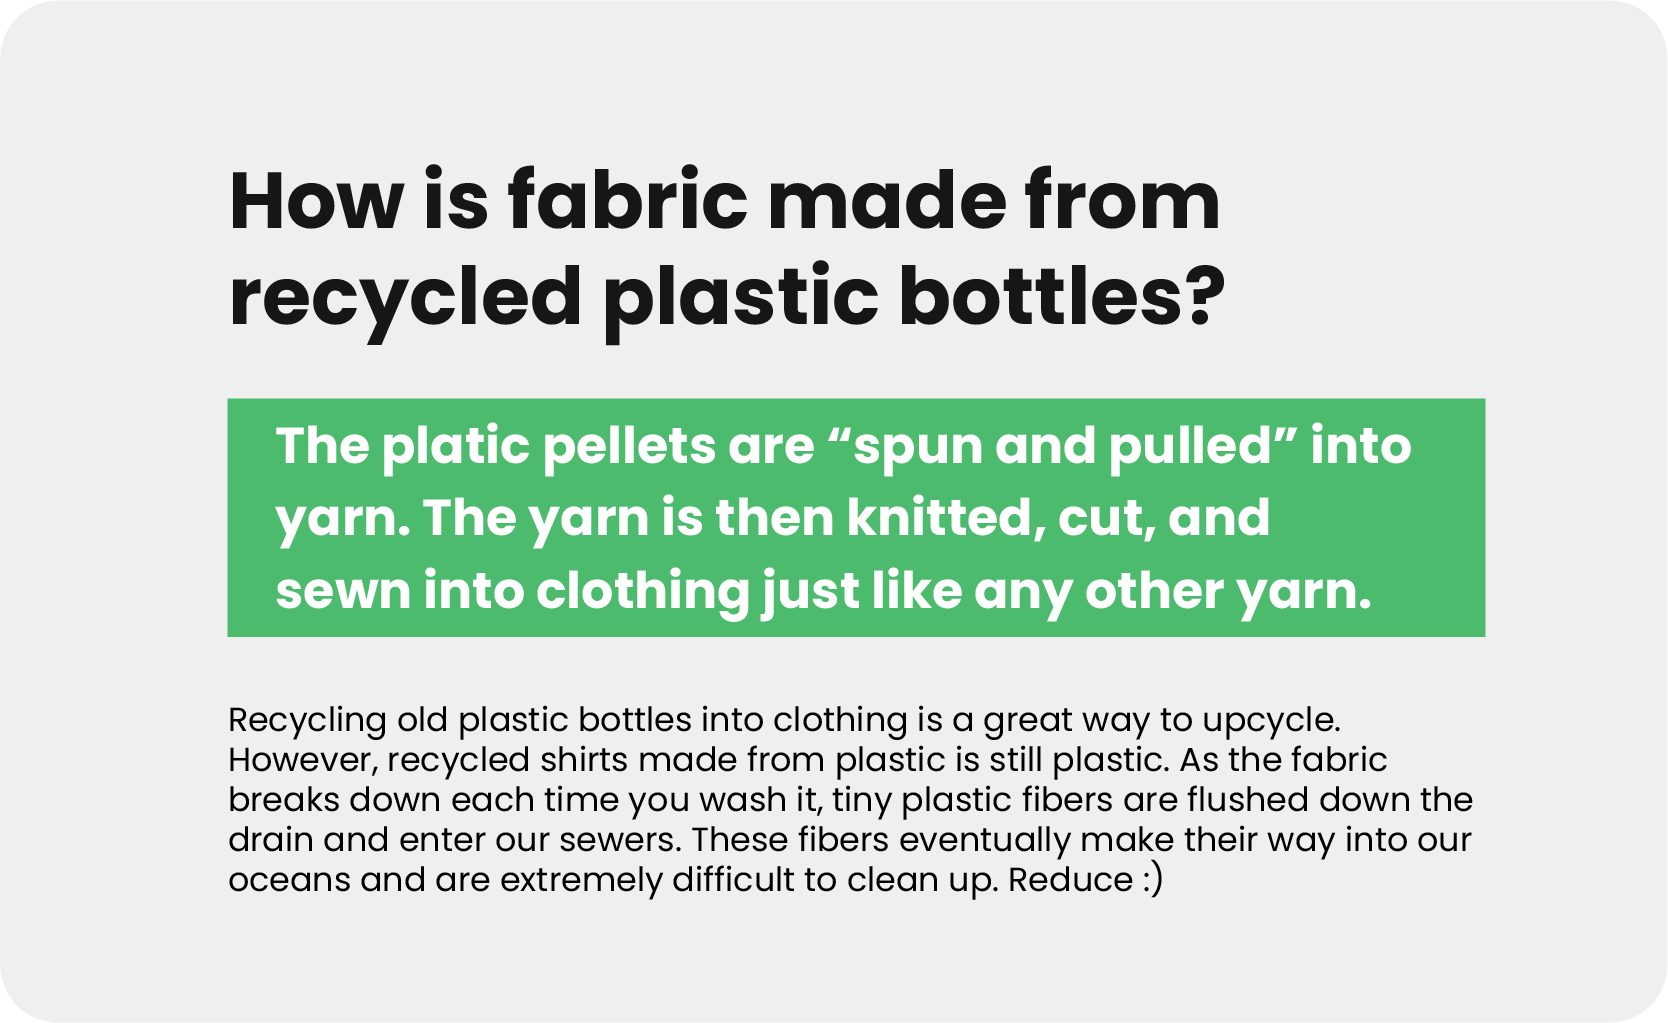 How is fabric made from
recycled plastic bottles?
The platic pellets are “spun and pulled” into
yarn. The yarn is then knitted, cut, and
sewn into clothing just like any other yarn.
Recycling old plastic bottles into clothing is a great way to upcycle.
However, recycled shirts made from plastic is still plastic. As the fabric
breaks down each time you wash it, tiny plastic fibers are flushed down the
drain and enter our sewers. These fibers eventually make their way into our
oceans and are extremely difficult to clean up. Reduce :)